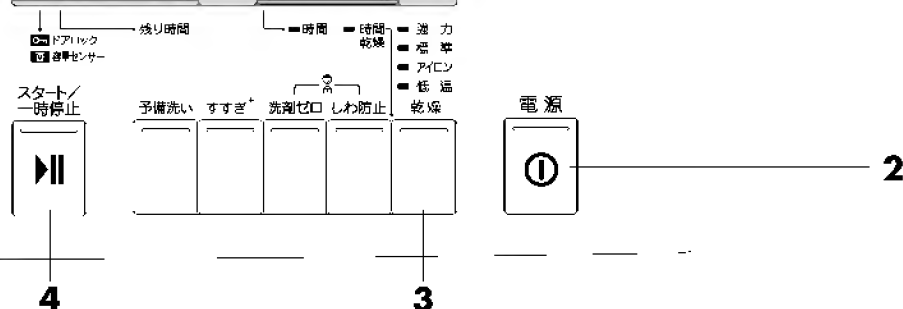 残り時間
時間
時間
乾燥
強 力
標 準
アイロン
低 温
ドアロック
容量センサー
スタート/
一時停止
予備洗い
すすぎ+
洗剤ゼロ
しわ防止
乾燥
電源
2
4
3